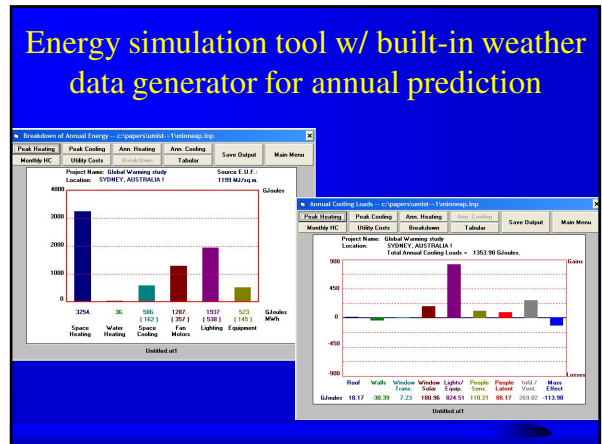 Energy simulation tool w/ built-in weather
data generator for annual prediction
Breakdown of Annual Energy -- c:\papers\umist--1\minneap.inp
Peak Heating Peak Cooling Ann. Heating Ann. Cooling Save Output Main Menu
Monthly HC Utility Costs Breakdown Tabular
Project Name: Global Warming study Source E.U.F.:
Location: SYDNEY, AUSTRALIA ! 1199 MJ/sq.m.
4000 GJoules
3000
2000
1000
0
3254. 36. 586. 1287. 1937 523. GJoules
( 162 ) ( 357 ) ( 538 ) ( 145 ) MWh
Space Water Space Fan Lighting Equipment
Heating Heating Cooling Motors
Untitled.ot1
Annual Cooling Loads -- c:\papers\umist--1\minneap.inp
Peak Heating Peak Cooling Ann. Heating Ann. Cooling Save Output Main Menu
Monthly HC Utility Costs Breakdown Tabular
Project Name: Global Warming study
Location: SYDNEY, AUSTRALIA !
Total Annual Cooling Loads = 1353.90 GJoules.
900 Gains
450
0
-450
-900 Losses
Roof Walls Window Window Lights/ People People Infil./ Mass
Trans. Solar Equip. Sens. Latent Vent. Effect
GJoules 18.17 -30.39 7.23 180.96 824.51 110.21 88.17 269.02 -113.98
Untitled.ot1